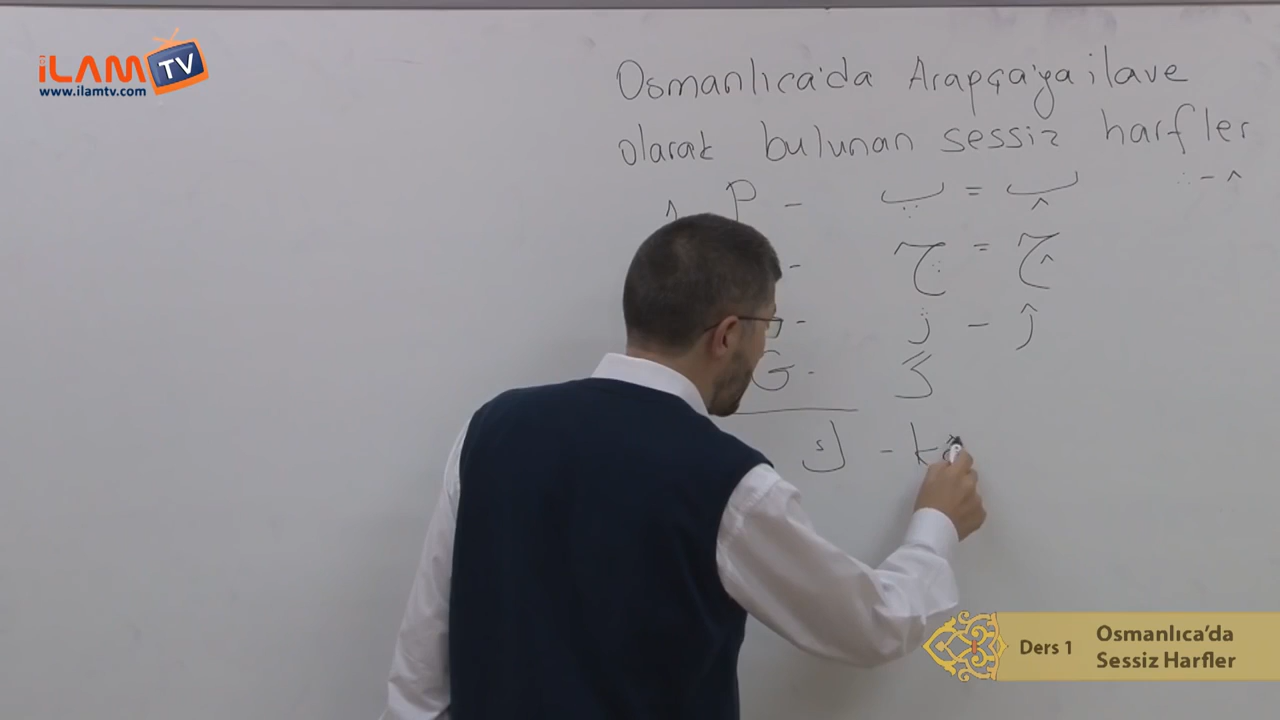 iLAM TV
www.ilamtv.com
Osmanlıca'da Arapça'ya ilave
olarak bulunan sessiz harfler
P - پ = ب
- چ = ح
- ژ - ر
G - گ
ك - k
Ders 1
Osmanlıca'da
Sessiz Harfler